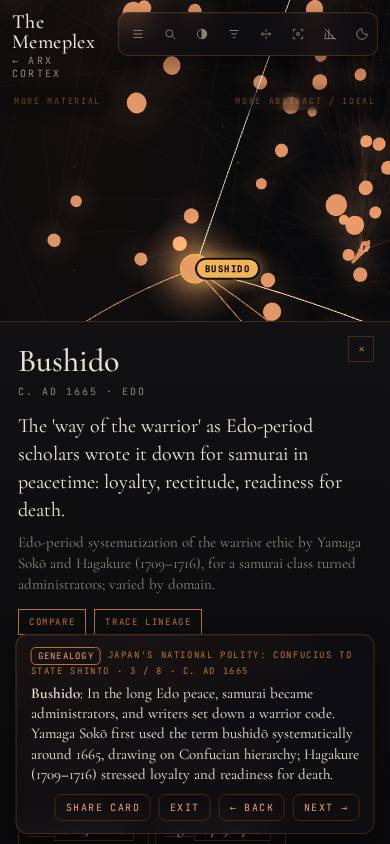 The
Memeplex
← ARX
CORTEX
MORE MATERIAL
MORE ABSTRACT / IDEAL
BUSHIDO
Bushido
×
C. AD 1665 · EDO
The 'way of the warrior' as Edo-period
scholars wrote it down for samurai in
peacetime: loyalty, rectitude, readiness for
death.
Edo-period systematization of the warrior ethic by Yamaga
Sokō and Hagakure (1709–1716), for a samurai class turned
administrators; varied by domain.
COMPARE
TRACE LINEAGE
GENEALOGY JAPAN'S NATIONAL POLITY: CONFUCIUS TO
STATE SHINTO · 3 / 8 · C. AD 1665
Bushido: In the long Edo peace, samurai became
administrators, and writers set down a warrior code.
Yamaga Sokō first used the term bushidō systematically
around 1665, drawing on Confucian hierarchy; Hagakure
(1709–1716) stressed loyalty and readiness for death.
SHARE CARD
EXIT
← BACK
NEXT →